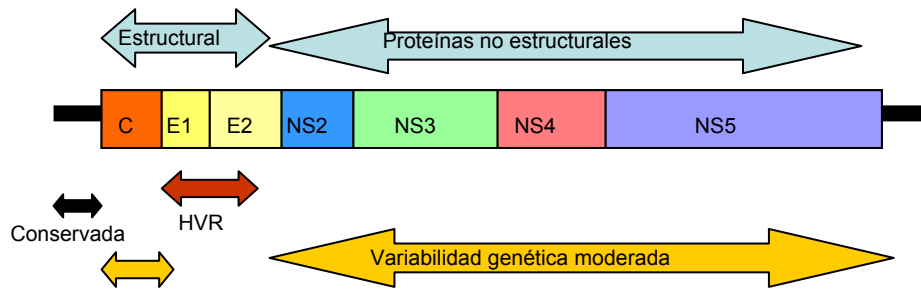 Estructural
Proteínas no estructurales
C E1 E2 NS2 NS3 NS4 NS5
HVR
Conservada
Variabilidad genética moderada